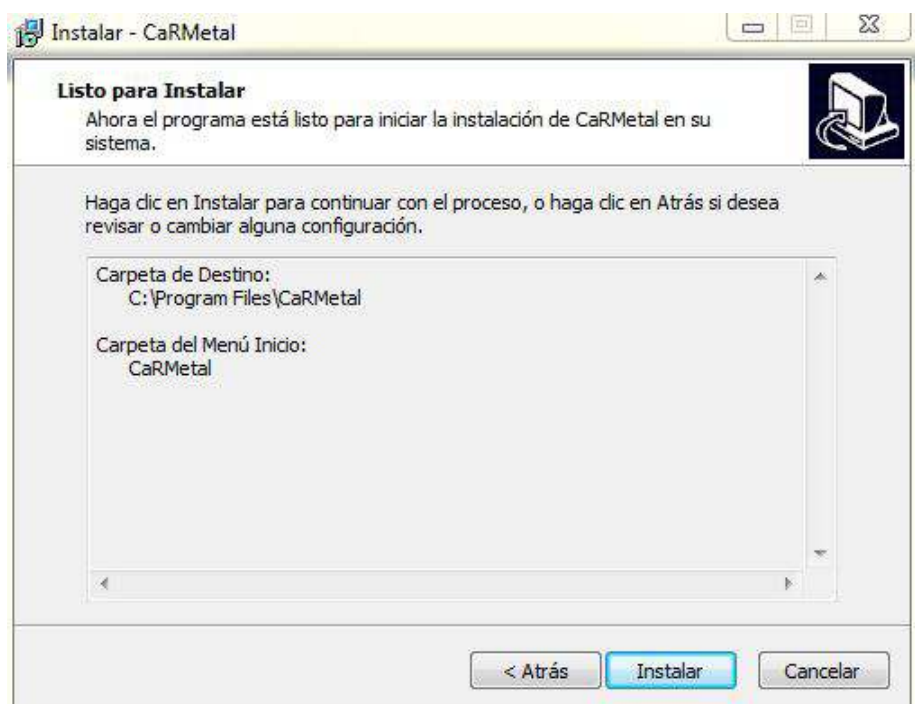 Instalar - CaRMetal
Listo para Instalar
Ahora el programa está listo para iniciar la instalación de CaRMetal en su
sistema.
Haga clic en Instalar para continuar con el proceso, o haga clic en Atrás si desea
revisar o cambiar alguna configuración.
Carpeta de Destino:
C:\Program Files\CaRMetal
Carpeta del Menú Inicio:
CaRMetal
< Atrás
Instalar
Cancelar